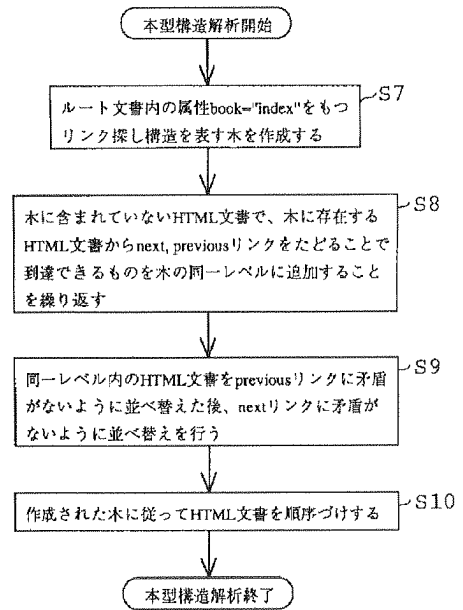 本型構造解析開始
S7
ルート文書内の属性book="index"をもつ
リンク探し構造を表す木を作成する
S8
木に含まれていないHTML文書で、木に存在する
HTML文書からnext, previousリンクをたどることで
到達できるものを木の同一レベルに追加すること
を繰り返す
S9
同一レベル内のHTML文書をpreviousリンクに矛盾
がないように並べ替えた後、nextリンクに矛盾が
ないように並べ替えを行う
S10
作成された木に従ってHTML文書を順序づけする
本型構造解析終了